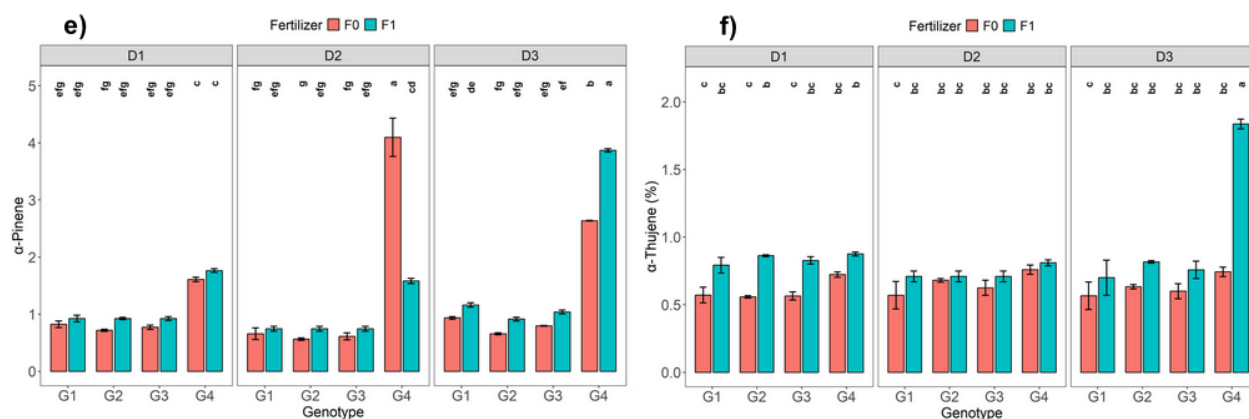 e)
Fertilizer F0 F1
D1 D2 D3
efg efg fg efg efg efg c c fg efg g efg fg efg a cd efg de fg efg efg ef b a
5
4
3
2
1
0
α-Pinene
G1 G2 G3 G4 G1 G2 G3 G4 G1 G2 G3 G4
Genotype
f)
Fertilizer F0 F1
D1 D2 D3
c bc c b c bc bc b c bc bc bc bc bc bc bc c bc bc bc bc bc bc a
2.0
1.5
1.0
0.5
0.0
α-Thujene (%)
G1 G2 G3 G4 G1 G2 G3 G4 G1 G2 G3 G4
Genotype